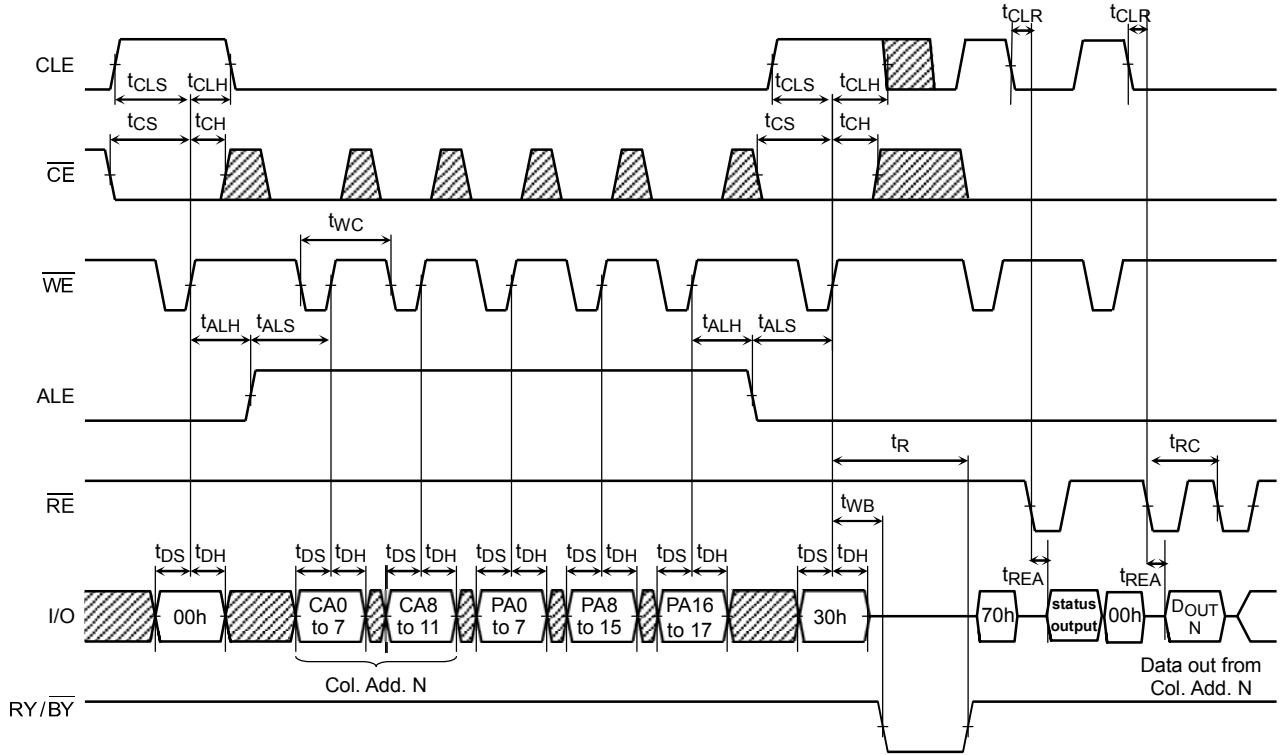 tCLR tCLR
CLE
tCLS tCLH tCLS tCLH
tCS tCH tCS tCH
CE
tWC
WE
tALH tALS tALH tALS
ALE
tR
tRC
RE
tWB
tDS tDH tDS tDH tDS tDH tDS tDH tDS tDH tDS tDH tDS tDH
tREA tREA
I/O
00h
CA0 to 7
CA8 to 11
PA0 to 7
PA8 to 15
PA16 to 17
30h
70h
status output
00h
DOUT N
Col. Add. N
Data out from
Col. Add. N
RY/BY